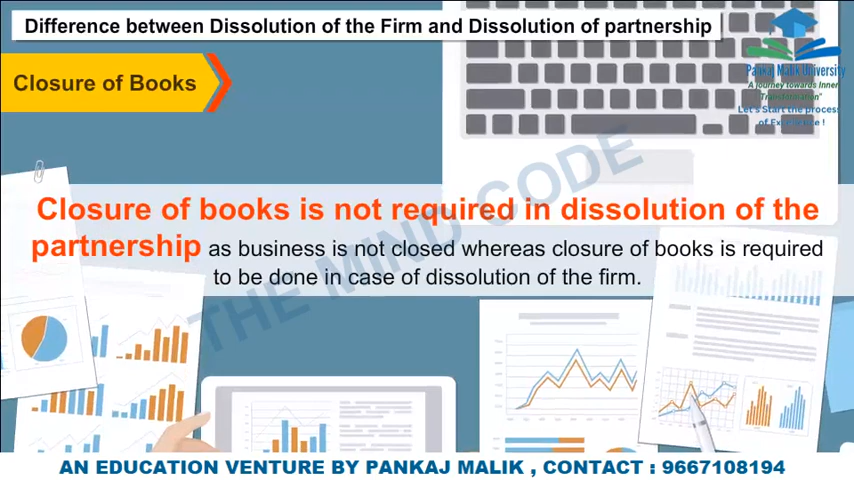 Difference between Dissolution of the Firm and Dissolution of partnership
Closure of Books
Pankaj Malik University
A journey towards Inner
Transformation"
Let's Start the process
of
Closure of books is not required in dissolution of the
partnership as business is not closed whereas closure of books is required
to be done in case of dissolution of the firm.
THE MIND CODE
AN EDUCATION VENTURE BY PANKAJ MALIK , CONTACT : 9667108194